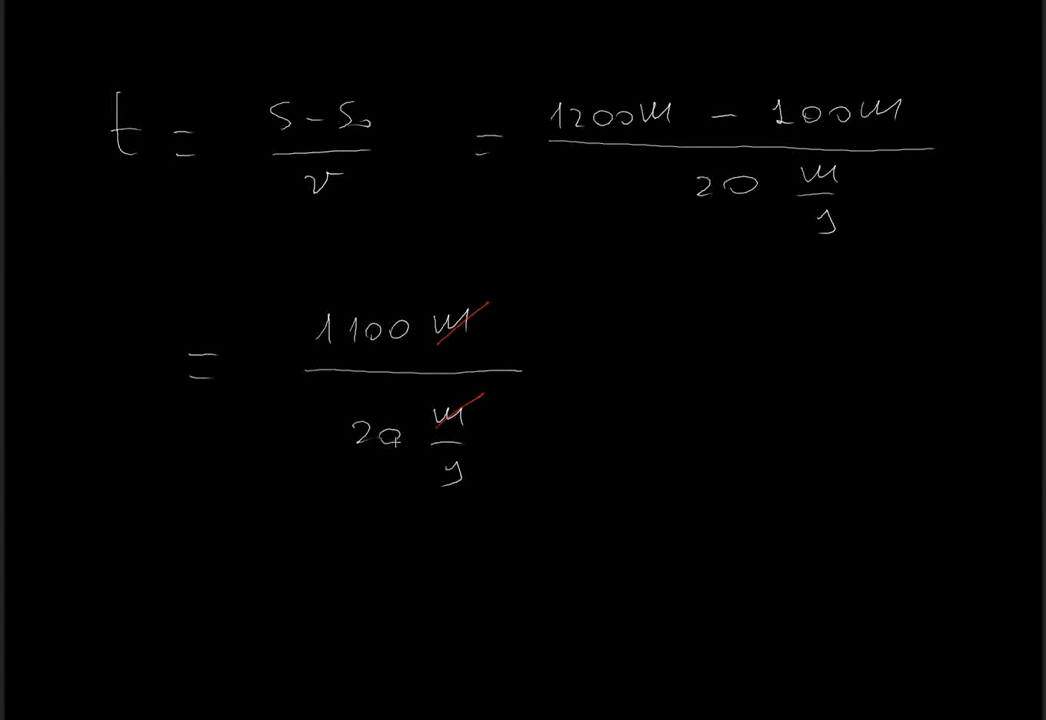 t = (s - s₀) / v = (1200m - 100m) / (20 m/s)
= (1100 m) / (20 m/s)